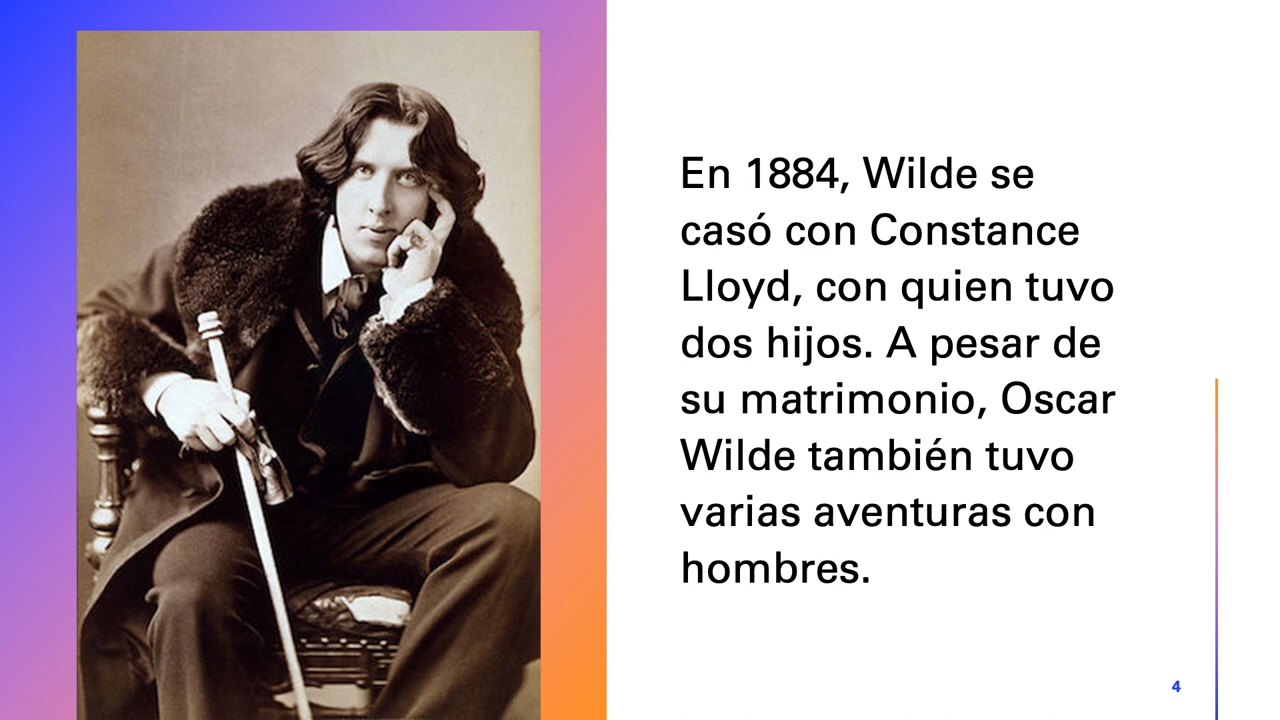 En 1884, Wilde se
casó con Constance
Lloyd, con quien tuvo
dos hijos. A pesar de
su matrimonio, Oscar
Wilde también tuvo
varias aventuras con
hombres.
4